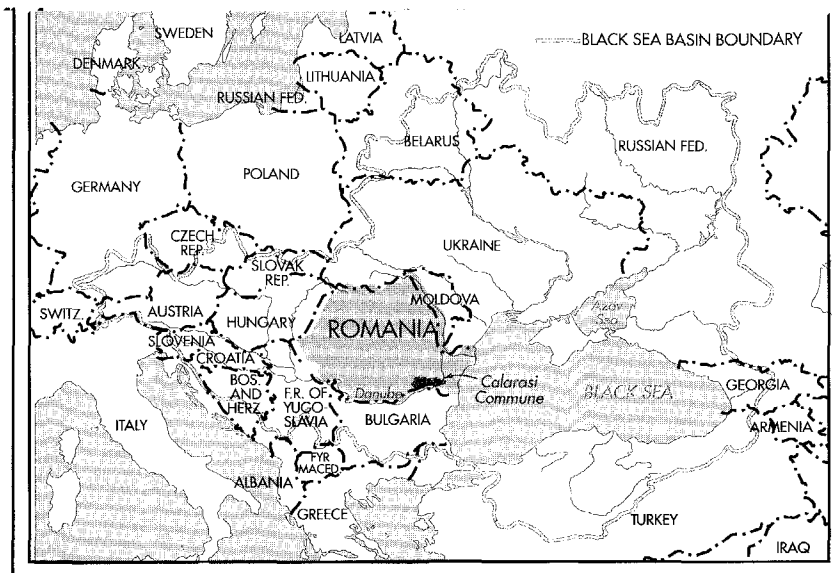 SWEDEN
LATVIA
BLACK SEA BASIN BOUNDARY
DENMARK
LITHUANIA
RUSSIAN FED.
BELARUS
RUSSIAN FED.
GERMANY
POLAND
CZECH
REP.
UKRAINE
SLOVAK
REP.
MOLDOVA
SWITZ.
AUSTRIA
HUNGARY
ROMANIA
Azov
Sea
SLOVENIA
CROATIA
BOS.
AND
HERZ.
F.R. OF
YUGO-
SLAVIA
Danube
Calarasi
Commune
BLACK SEA
GEORGIA
ITALY
BULGARIA
ARMENIA
FYR
MACED.
ALBANIA
GREECE
TURKEY
IRAQ